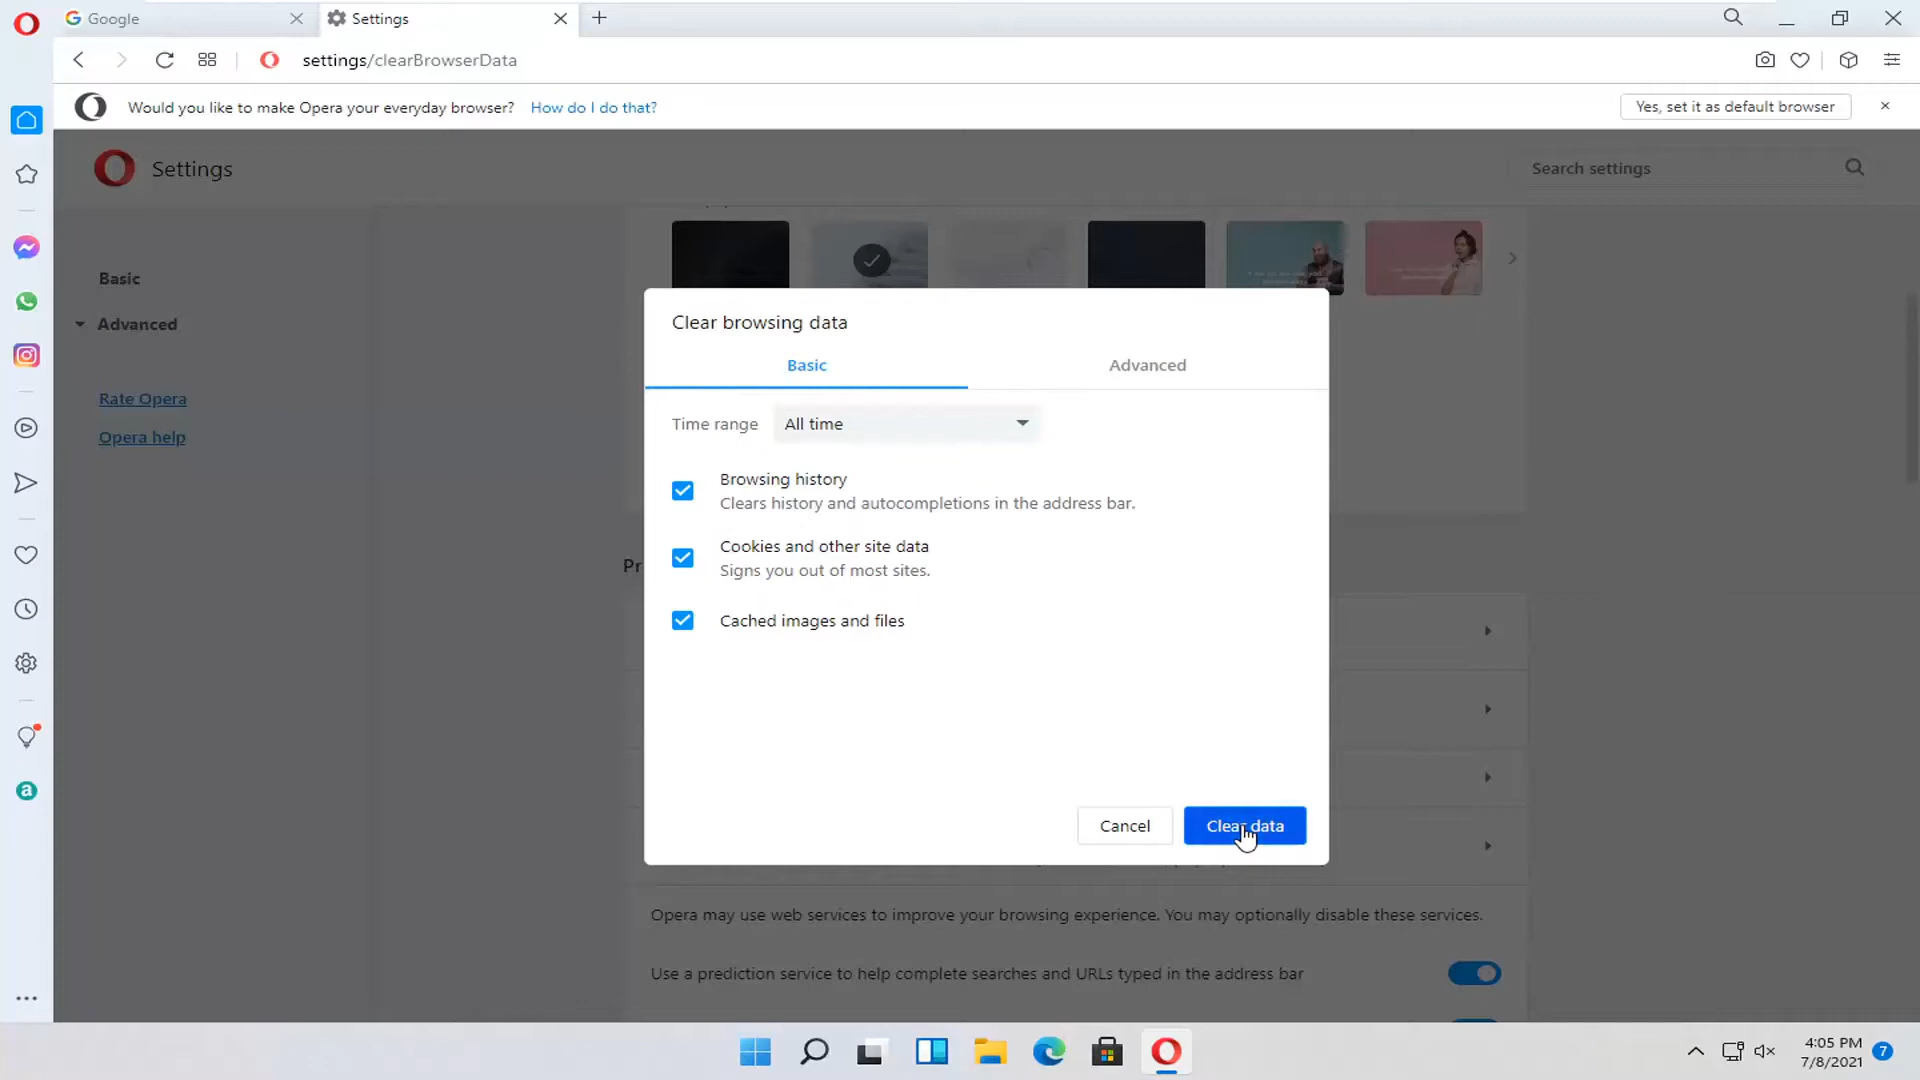 Google
Settings
settings/clearBrowserData
Would you like to make Opera your everyday browser? How do I do that?
Yes, set it as default browser
Settings
Search settings
Basic
Advanced
Rate Opera
Opera help
Clear browsing data
Basic
Advanced
Time range
All time
Browsing history
Clears history and autocompletions in the address bar.
Cookies and other site data
Signs you out of most sites.
Pr
Cached images and files
Cancel
Clear data
Opera may use web services to improve your browsing experience. You may optionally disable these services.
Use a prediction service to help complete searches and URLs typed in the address bar
4:05 PM
7/8/2021
7